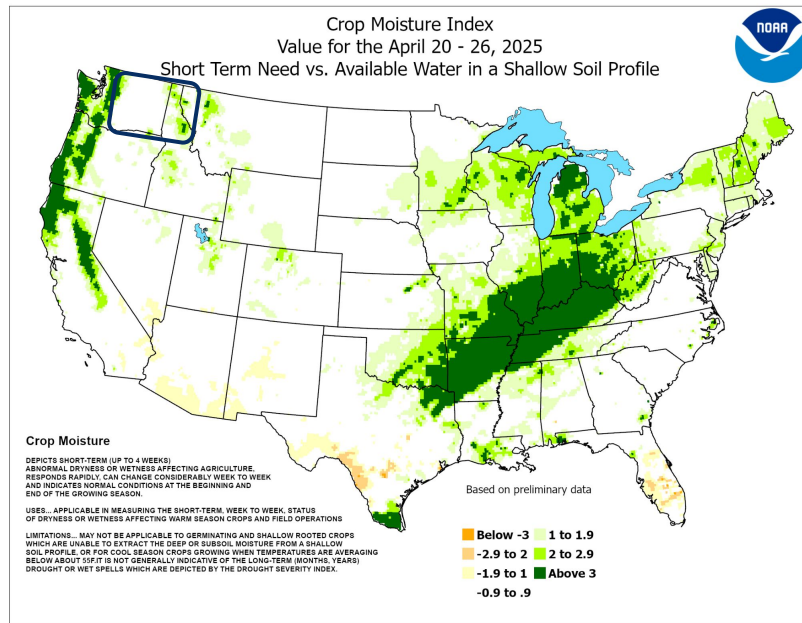 Crop Moisture Index
Value for the April 20 - 26, 2025
Short Term Need vs. Available Water in a Shallow Soil Profile
NOAA
Crop Moisture
DEPICTS SHORT-TERM (UP TO 4 WEEKS)
ABNORMAL DRYNESS OR WETNESS AFFECTING AGRICULTURE,
RESPONDS RAPIDLY, CAN CHANGE CONSIDERABLY WEEK TO WEEK
AND INDICATES NORMAL CONDITIONS AT THE BEGINNING AND
END OF THE GROWING SEASON.
USES... APPLICABLE IN MEASURING THE SHORT-TERM, WEEK TO WEEK, STATUS
OF DRYNESS OR WETNESS AFFECTING WARM SEASON CROPS AND FIELD OPERATIONS
LIMITATIONS... MAY NOT BE APPLICABLE TO GERMINATING AND SHALLOW ROOTED CROPS
WHICH ARE UNABLE TO EXTRACT THE DEEP OR SUBSOIL MOISTURE FROM A SHALLOW
SOIL PROFILE, OR FOR COOL SEASON CROPS GROWING WHEN TEMPERATURES ARE AVERAGING
BELOW ABOUT 55F.IT IS NOT GENERALLY INDICATIVE OF THE LONG-TERM (MONTHS, YEARS)
DROUGHT OR WET SPELLS WHICH ARE DEPICTED BY THE DROUGHT SEVERITY INDEX.
Based on preliminary data
Below -3
-2.9 to 2
-1.9 to 1
-0.9 to .9
1 to 1.9
2 to 2.9
Above 3